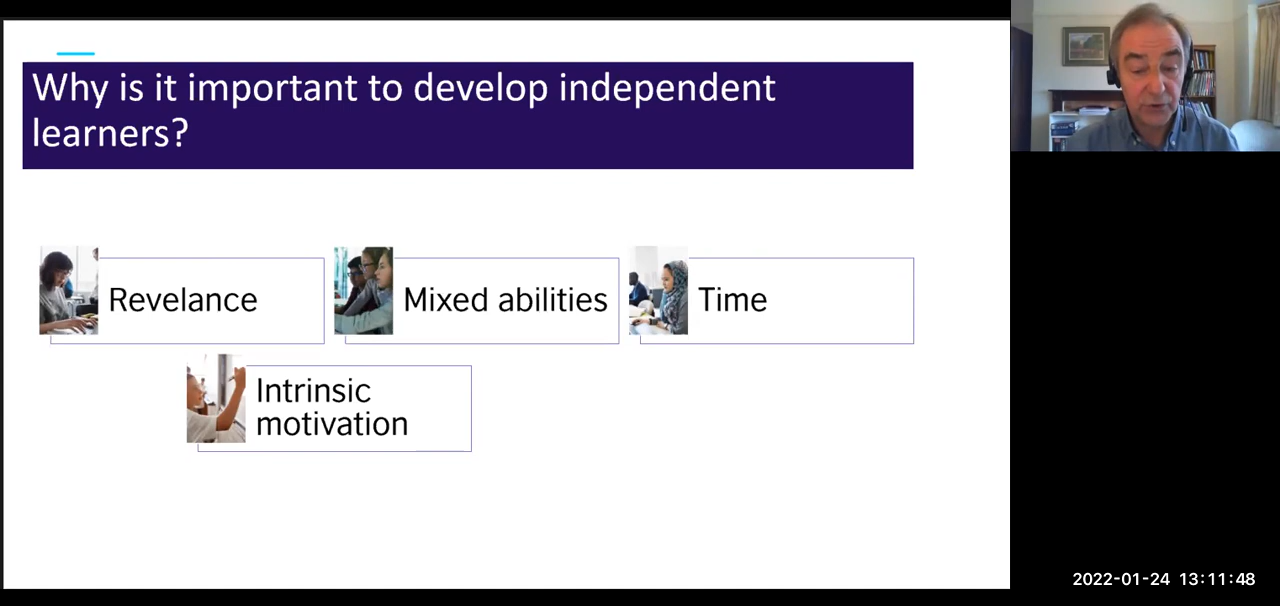 Why is it important to develop independent
learners?
Revelance
Mixed abilities
Time
Intrinsic
motivation
2022-01-24 13:11:48